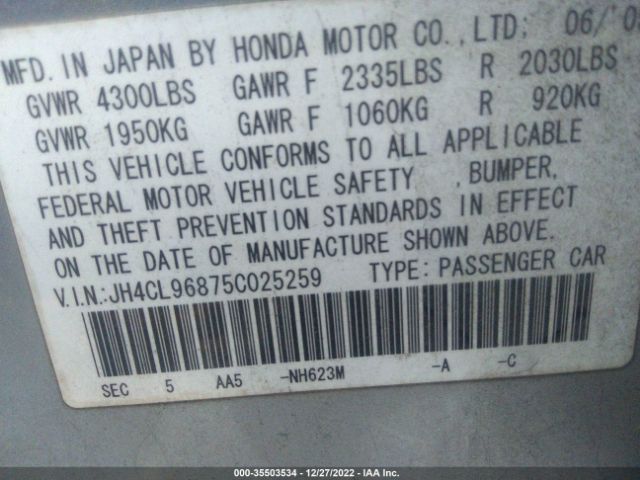 MFD. IN JAPAN BY HONDA MOTOR CO., LTD; 06/0
GVWR 4300LBS GAWR F 2335LBS R 2030LBS
GVWR 1950KG GAWR F 1060KG R 920KG
THIS VEHICLE CONFORMS TO ALL APPLICABLE
FEDERAL MOTOR VEHICLE SAFETY , BUMPER,
AND THEFT PREVENTION STANDARDS IN EFFECT
ON THE DATE OF MANUFACTURE SHOWN ABOVE.
V.I.N:JH4CL96875C025259 TYPE: PASSENGER CAR
SEC 5 AA5 -NH623M -A -C
000-35503534 - 12/27/2022 - IAA Inc.